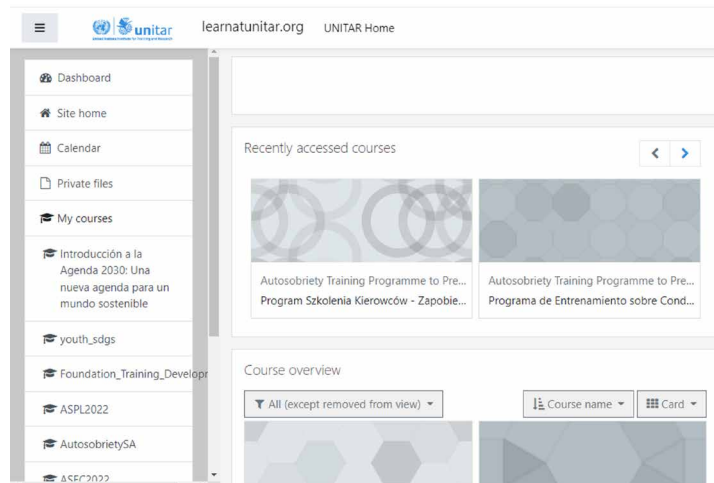 unitar
learnatunitar.org
UNITAR Home
Dashboard
Site home
Calendar
Private files
My courses
Introducción a la
Agenda 2030: Una
nueva agenda para un
mundo sostenible
youth_sdgs
Foundation_Training_Developr
ASPL2022
AutosobrietySA
ASEC2022
Recently accessed courses
Autosobriety Training Programme to Pre...
Program Szkolenia Kierowców - Zapobie...
Autosobriety Training Programme to Pre...
Programa de Entrenamiento sobre Cond...
Course overview
All (except removed from view)
Course name
Card